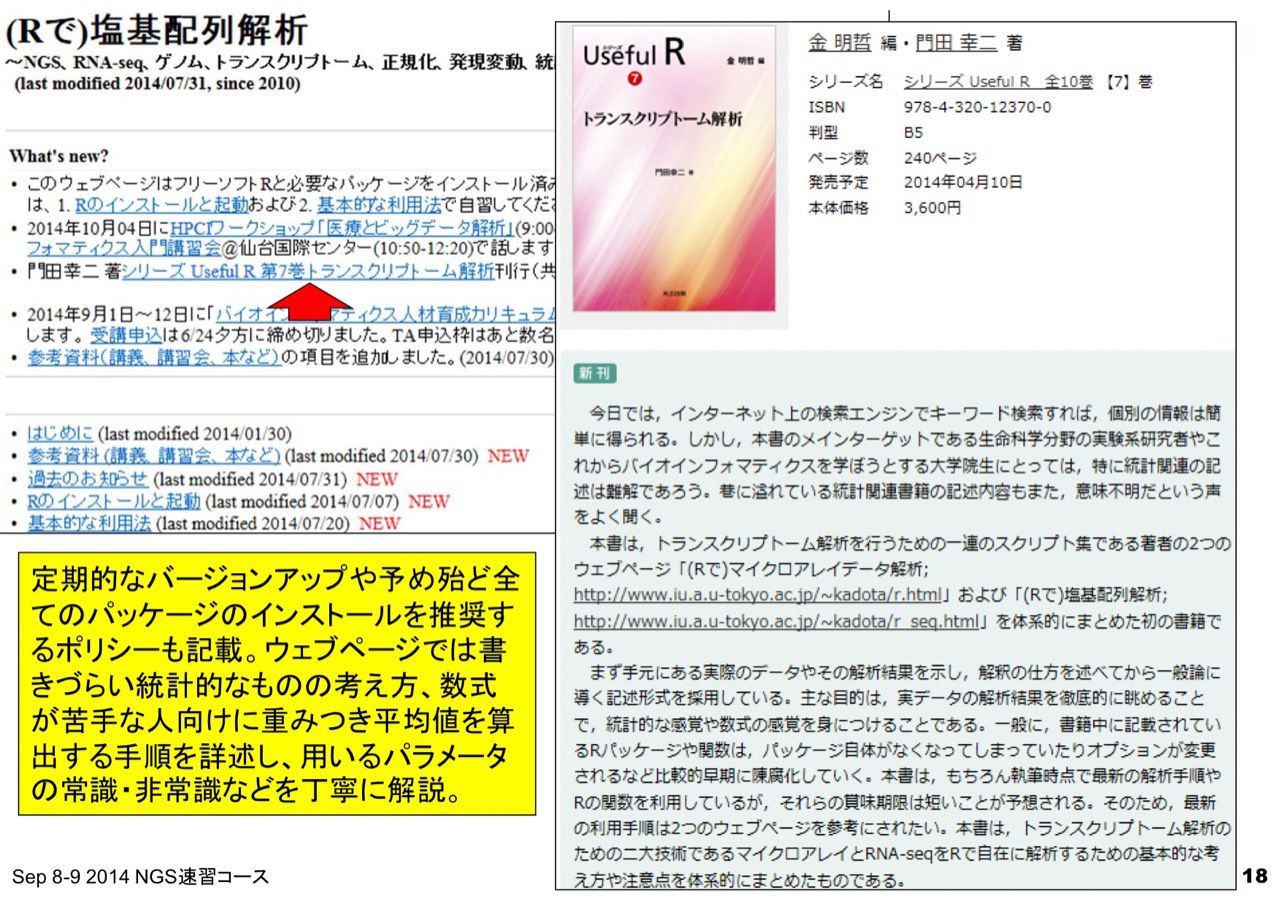 (Rで)塩基配列解析
～NGS、RNA-seq、ゲノム、トランスクリプトーム、正規化、発現変動、統
(last modified 2014/07/31, since 2010)
What's new?
• このウェブページはフリーソフトRと必要なパッケージをインストール済み
は、1. Rのインストールと起動および2. 基本的な利用法で自習してくだ
• 2014年10月04日にHPCIワークショップ「医療とビッグデータ解析」(9:00-
フォマティクス入門講習会@仙台国際センター(10:50-12:20)で話します
• 門田幸二 著シリーズ Useful R 第7巻トランスクリプトーム解析刊行(共
• 2014年9月1日～12日に「バイオインフォマティクス人材育成カリキュラム
します。受講申込は6/24夕方に締め切りました。TA申込枠はあと数名
• 参考資料(講義、講習会、本など)の項目を追加しました。(2014/07/30)
• はじめに (last modified 2014/01/30)
• 参考資料 (講義、講習会、本など) (last modified 2014/07/30) NEW
• 過去のお知らせ (last modified 2014/07/31) NEW
• Rのインストールと起動 (last modified 2014/07/07) NEW
• 基本的な利用法 (last modified 2014/07/20) NEW
定期的なバージョンアップや予め殆ど全
てのパッケージのインストールを推奨す
るポリシーも記載。ウェブページでは書
きづらい統計的なものの考え方、数式
が苦手な人向けに重みつき平均値を算
出する手順を詳述し、用いるパラメータ
の常識・非常識などを丁寧に解説。
シリーズ
Useful R
7
金 明哲 編
トランスクリプトーム解析
門田幸二 著
共立出版
金 明哲 編・門田 幸二 著
シリーズ名 シリーズ Useful R 全10巻 【7】 巻
ISBN 978-4-320-12370-0
判型 B5
ページ数 240ページ
発売予定 2014年04月10日
本体価格 3,600円
新刊
今日では，インターネット上の検索エンジンでキーワード検索すれば，個別の情報は簡
単に得られる。しかし，本書のメインターゲットである生命科学分野の実験系研究者やこ
れからバイオインフォマティクスを学ぼうとする大学院生にとっては，特に統計関連の記
述は難解であろう。巷に溢れている統計関連書籍の記述内容もまた，意味不明だという声
をよく聞く。
本書は，トランスクリプトーム解析を行うための一連のスクリプト集である著者の2つの
ウェブページ「(Rで)マイクロアレイデータ解析;
http://www.iu.a.u-tokyo.ac.jp/~kadota/r.html」および「(Rで)塩基配列解析;
http://www.iu.a.u-tokyo.ac.jp/~kadota/r_seq.html」を体系的にまとめた初の書籍で
ある。
まず手元にある実際のデータやその解析結果を示し，解釈の仕方を述べてから一般論に
導く記述形式を採用している。主な目的は，実データの解析結果を徹底的に眺めること
で，統計的な感覚や数式の感覚を身につけることである。一般に，書籍中に記載されてい
るRパッケージや関数は，パッケージ自体がなくなってしまっていたりオプションが変更
されるなど比較的早期に陳腐化していく。本書は，もちろん執筆時点で最新の解析手順や
Rの関数を利用しているが，それらの賞味期限は短いことが予想される。そのため，最新
の利用手順は2つのウェブページを参考にされたい。本書は，トランスクリプトーム解析の
ための二大技術であるマイクロアレイとRNA-seqをRで自在に解析するための基本的な考
え方や注意点を体系的にまとめたものである。
Sep 8-9 2014 NGS速習コース
18